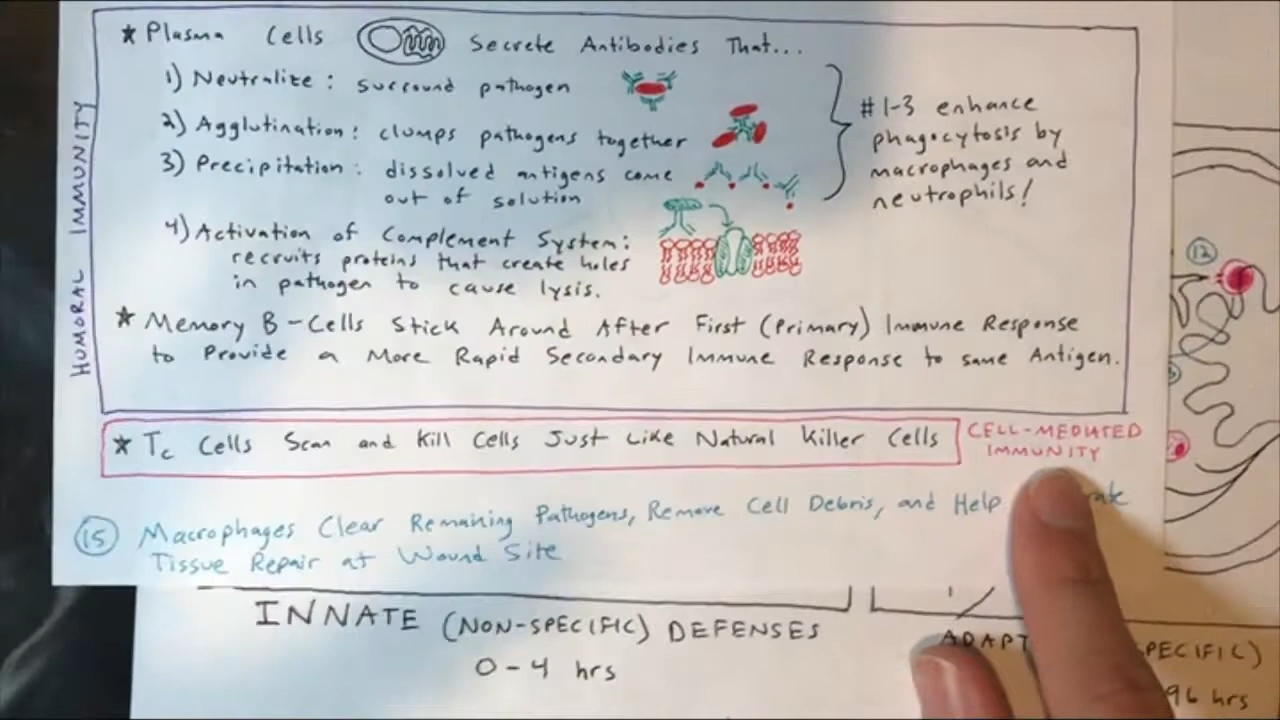 HUMORAL IMMUNITY
★ Plasma Cells Secrete Antibodies That...
1) Neutralize: surround pathogen
2) Agglutination: clumps pathogens together
3) Precipitation: dissolved antigens come
out of solution
#1-3 enhance
phagocytosis by
macrophages and
neutrophils!
4) Activation of Complement System:
recruits proteins that create holes
in pathogen to cause lysis.
★ Memory B-Cells Stick Around After First (Primary) Immune Response
to Provide a More Rapid Secondary Immune Response to same Antigen.
★ Tc Cells Scan and Kill Cells Just Like Natural Killer Cells
CELL-MEDIATED
IMMUNITY
15 Macrophages Clear Remaining Pathogens, Remove Cell Debris, and Help
Tissue Repair at Wound Site
INNATE (NON-SPECIFIC) DEFENSES
0-4 hrs
96 hrs
12